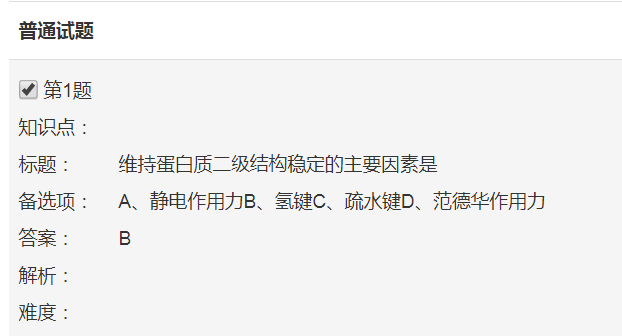 普通试题
第1题
知识点：
标题： 维持蛋白质二级结构稳定的主要因素是
备选项： A、静电作用力B、氢键C、疏水键D、范德华作用力
答案： B
解析：
难度：